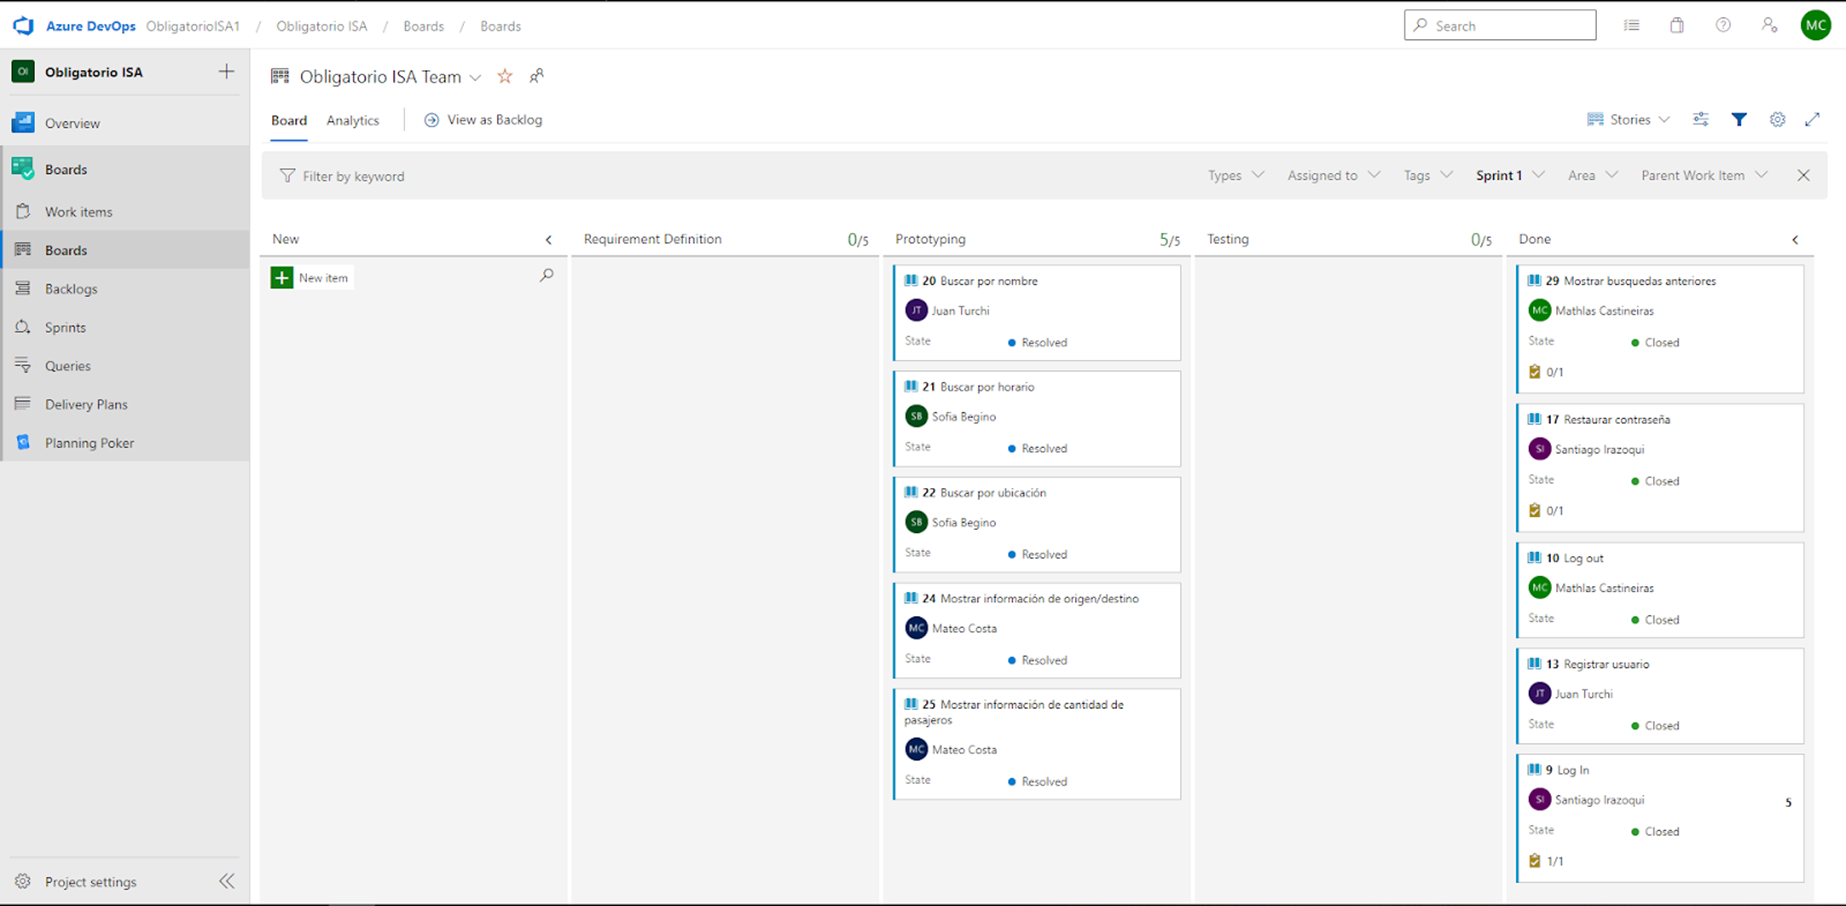 Azure DevOps ObligatorioISA1 / Obligatorio ISA / Boards / Boards
Search
MC
OI Obligatorio ISA
Obligatorio ISA Team
Overview
Boards
Work items
Boards
Backlogs
Sprints
Queries
Delivery Plans
Planning Poker
Project settings
Board Analytics View as Backlog
Stories
Filter by keyword
Types Assigned to Tags Sprint 1 Area Parent Work Item
New
New item
Requirement Definition 0/5
Prototyping 5/5
20 Buscar por nombre
JT Juan Turchi
State Resolved
21 Buscar por horario
SB Sofia Begino
State Resolved
22 Buscar por ubicación
SB Sofia Begino
State Resolved
24 Mostrar información de origen/destino
MC Mateo Costa
State Resolved
25 Mostrar información de cantidad de
pasajeros
MC Mateo Costa
State Resolved
Testing 0/5
Done
29 Mostrar busquedas anteriores
MC MathIas Castineiras
State Closed
0/1
17 Restaurar contraseña
SI Santiago Irazoqui
State Closed
0/1
10 Log out
MC MathIas Castineiras
State Closed
13 Registrar usuario
JT Juan Turchi
State Closed
9 Log In
SI Santiago Irazoqui 5
State Closed
1/1